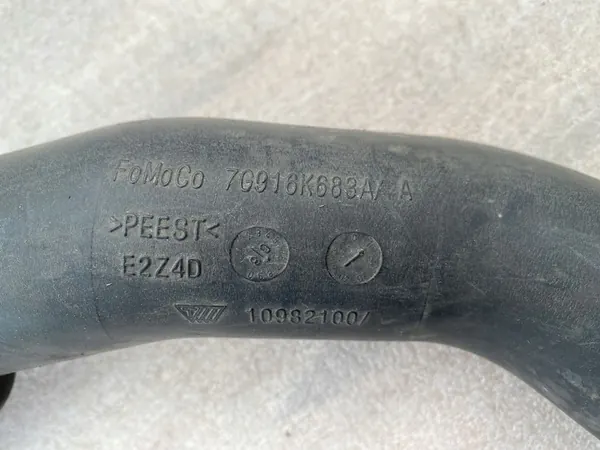 FoMoCo 7G916K683A/ A
>PEEST<
E2Z4D
10982100/